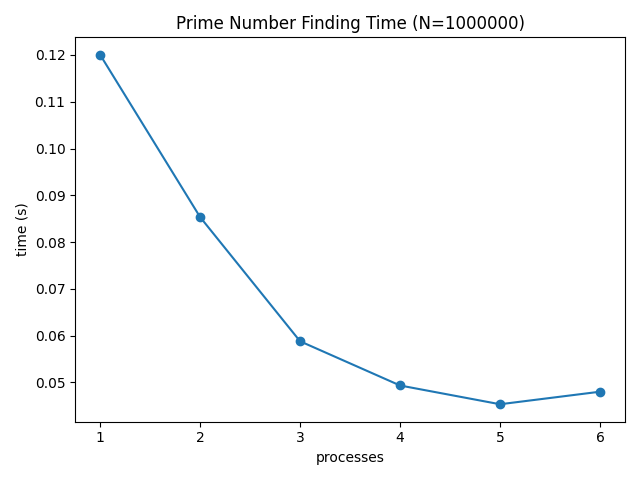 Prime Number Finding Time (N=1000000)
0.12
0.11
0.10
0.09
0.08
0.07
0.06
0.05
time (s)
1 2 3 4 5 6
processes